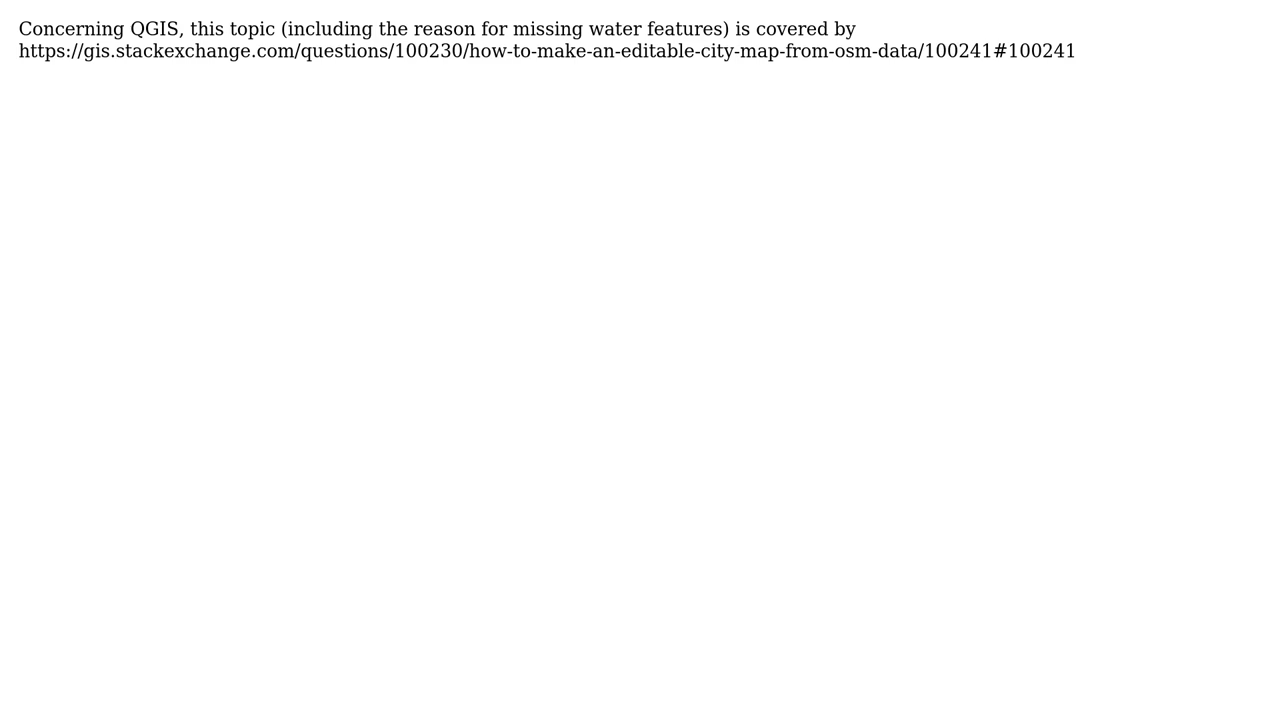 Concerning QGIS, this topic (including the reason for missing water features) is covered by
https://gis.stackexchange.com/questions/100230/how-to-make-an-editable-city-map-from-osm-data/100241#100241